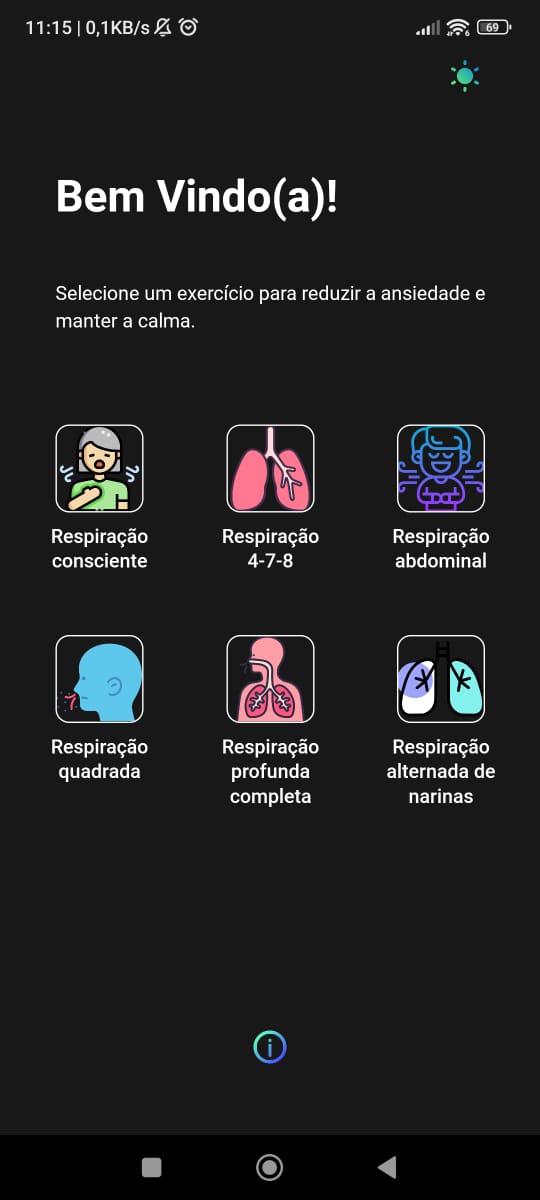 11:15 | 0,1KB/s
69
Bem Vindo(a)!
Selecione um exercício para reduzir a ansiedade e
manter a calma.
Respiração
consciente
Respiração
4-7-8
Respiração
abdominal
Respiração
quadrada
Respiração
profunda
completa
Respiração
alternada de
narinas